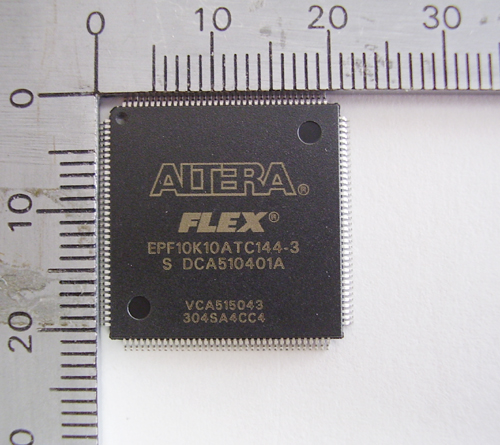 0 10 20 30
0
10
20
ALTERA®
FLEX®
EPF10K10ATC144-3
S DCA510401A
VCA515043
304SA4CC4